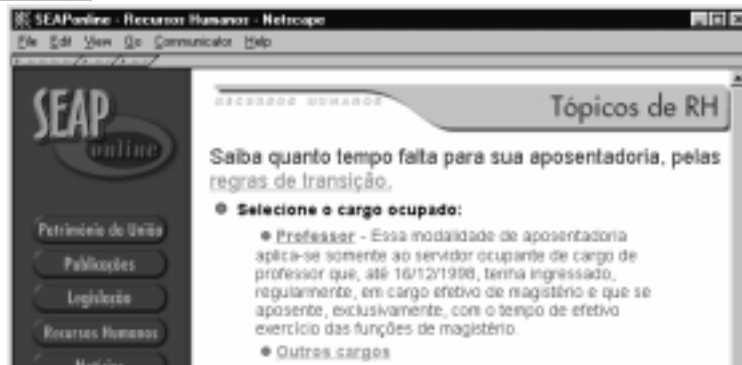 SEAPonline - Recursos Humanos - Netscape
File Edit View Go Communicator Help
SEAP
online
RECURSOS HUMANOS
Tópicos de RH
Saiba quanto tempo falta para sua aposentadoria, pelas
regras de transição.
Selecione o cargo ocupado:
Professor - Essa modalidade de aposentadoria
aplica-se somente ao servidor ocupante de cargo de
professor que, até 16/12/1998, tenha ingressado,
regularmente, em cargo efetivo de magistério e que se
aposente, exclusivamente, com o tempo de efetivo
exercício das funções de magistério.
Outros cargos
Patrimônio da União
Publicações
Legislação
Recursos Humanos
Notícias